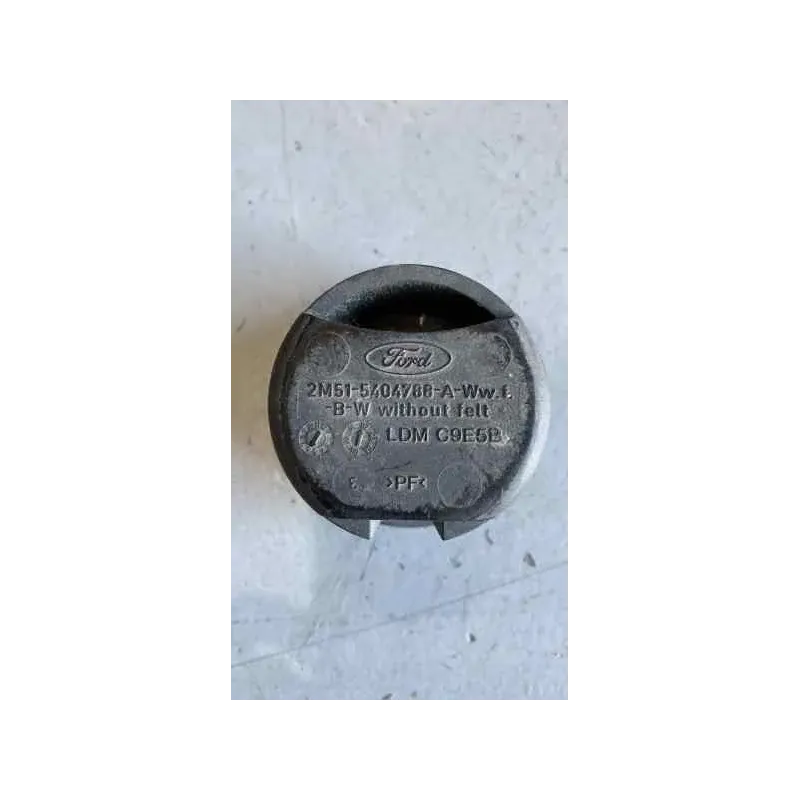 Ford
2M51-5404788-A-Ww.f.
-B-W without felt
LDM C9E5B
>PF<